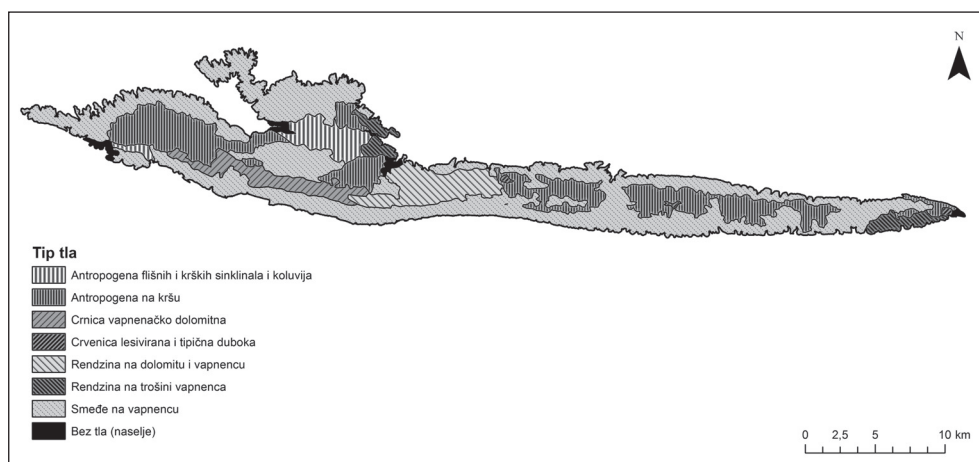 N
Tip tla
Antropogena flišnih i krških sinklinala i koluvija
Antropogena na kršu
Crnica vapnenačko dolomitna
Crvenica lesivirana i tipična duboka
Rendzina na dolomitu i vapnencu
Rendzina na trošini vapnenca
Smeđe na vapnencu
Bez tla (naselje)
0 2,5 5 10 km